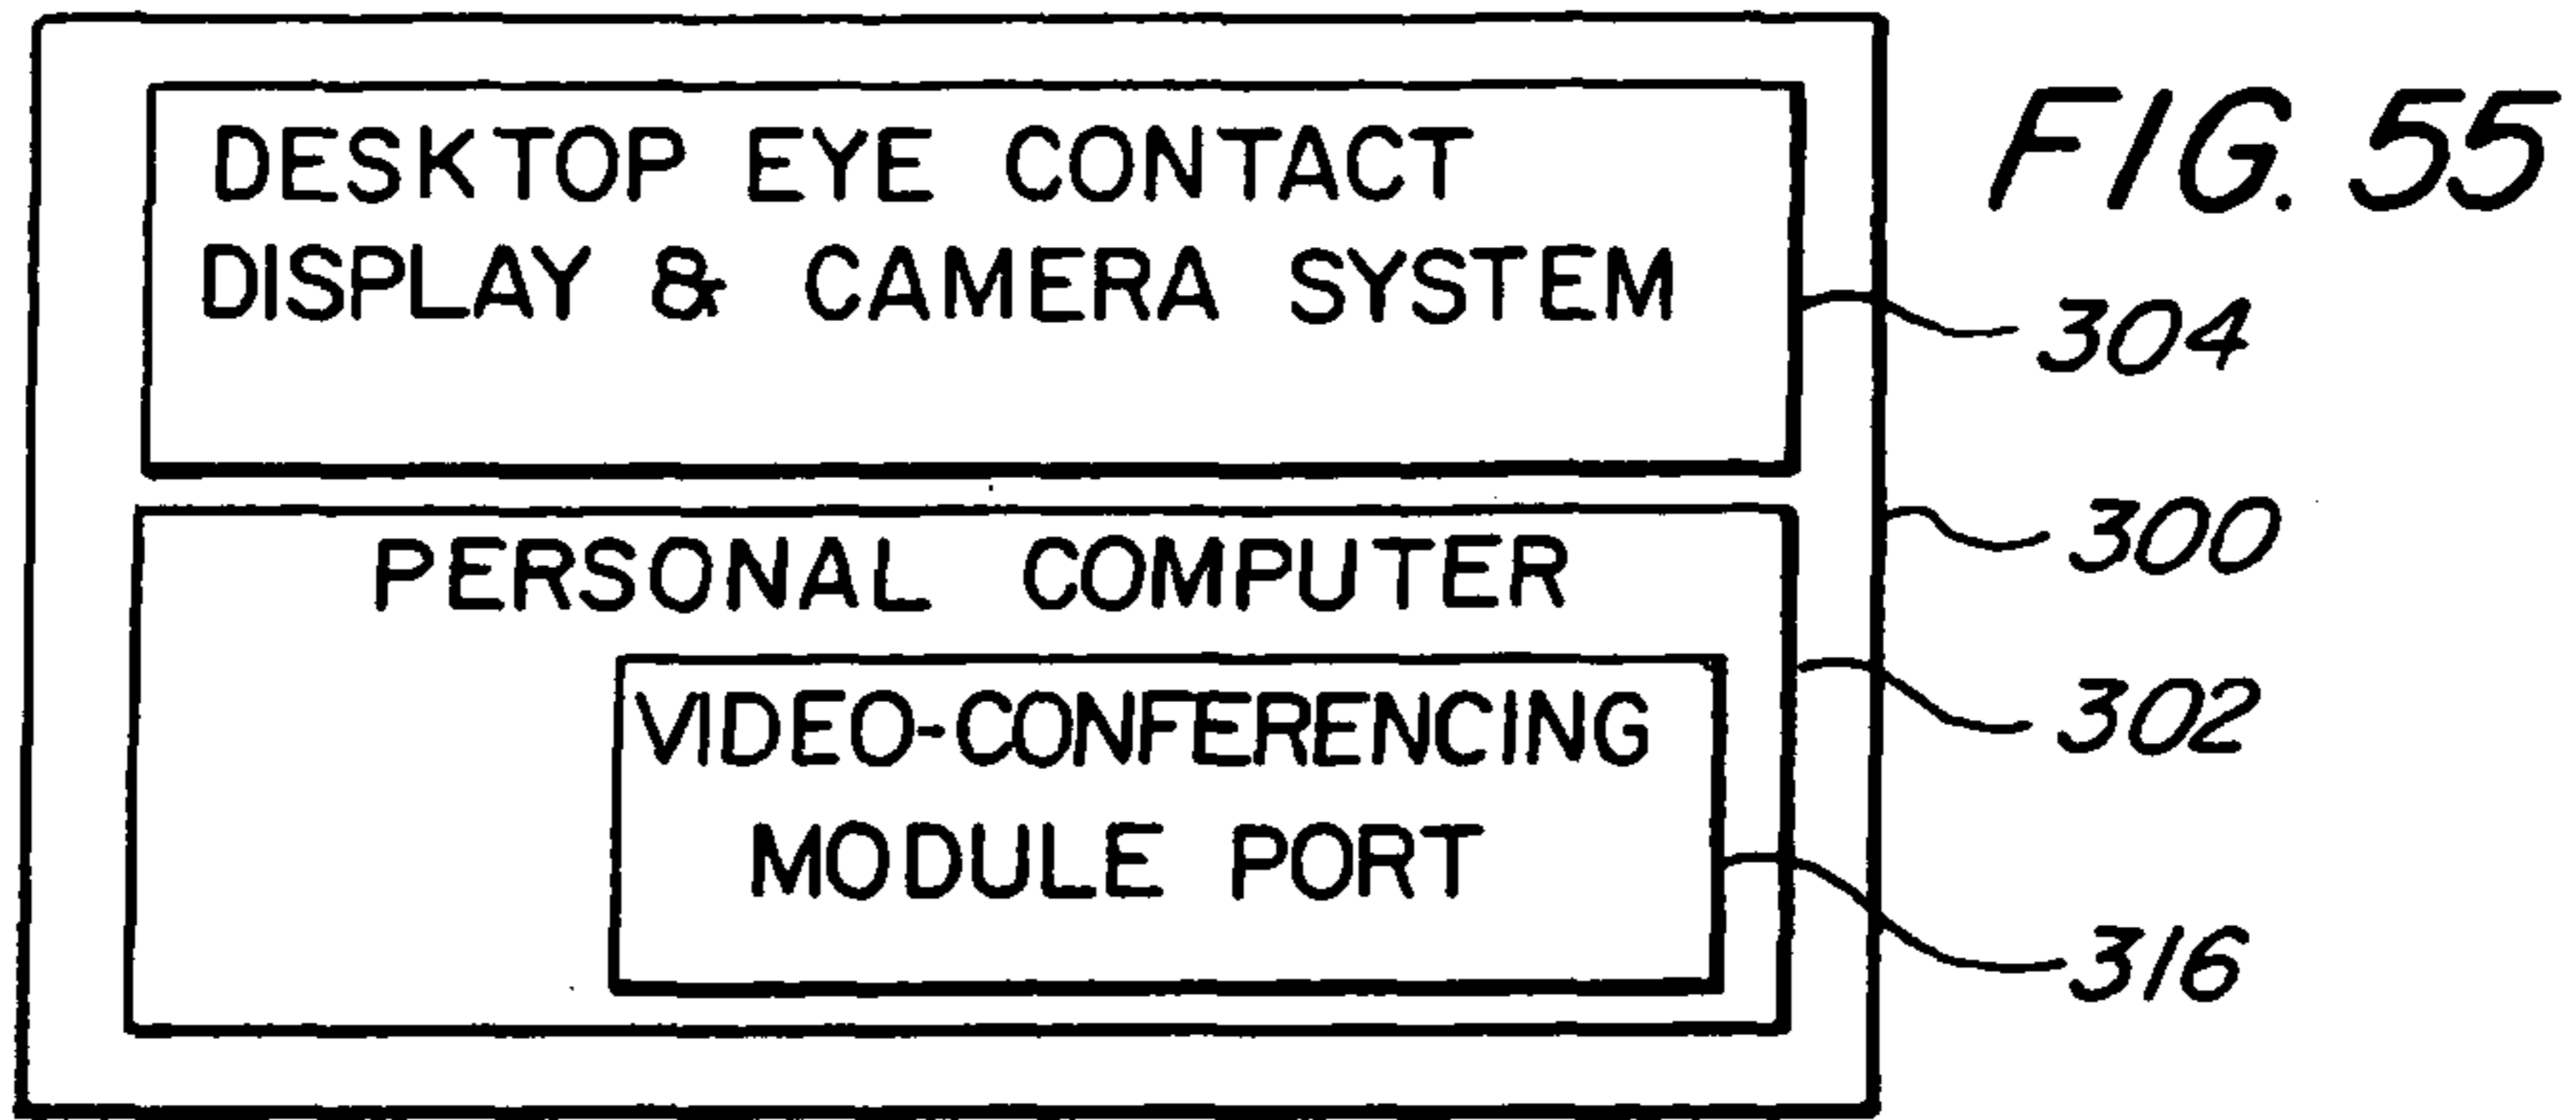 FIG. 55
DESKTOP EYE CONTACT
DISPLAY & CAMERA SYSTEM
304
300
PERSONAL COMPUTER
302
VIDEO-CONFERENCING
MODULE PORT
316